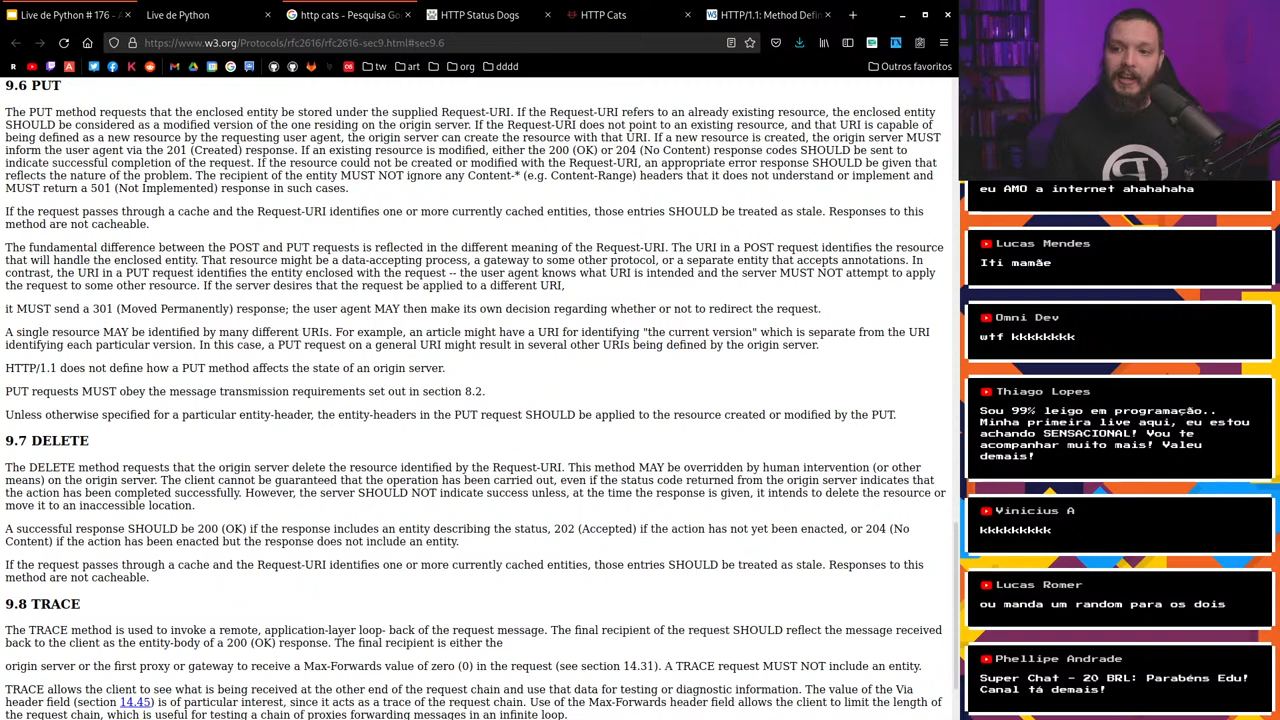 Live de Python # 176 -
Live de Python
http cats - Pesquisa Go
HTTP Status Dogs
HTTP Cats
HTTP/1.1: Method Defi
https://www.w3.org/Protocols/rfc2616/rfc2616-sec9.html#sec9.6
tw
art
org
dddd
Outros favoritos
9.6 PUT
The PUT method requests that the enclosed entity be stored under the supplied Request-URI. If the Request-URI refers to an already existing resource, the enclosed entity
SHOULD be considered as a modified version of the one residing on the origin server. If the Request-URI does not point to an existing resource, and that URI is capable of
being defined as a new resource by the requesting user agent, the origin server can create the resource with that URI. If a new resource is created, the origin server MUST
inform the user agent via the 201 (Created) response. If an existing resource is modified, either the 200 (OK) or 204 (No Content) response codes SHOULD be sent to
indicate successful completion of the request. If the resource could not be created or modified with the Request-URI, an appropriate error response SHOULD be given that
reflects the nature of the problem. The recipient of the entity MUST NOT ignore any Content-* (e.g. Content-Range) headers that it does not understand or implement and
MUST return a 501 (Not Implemented) response in such cases.
If the request passes through a cache and the Request-URI identifies one or more currently cached entities, those entries SHOULD be treated as stale. Responses to this
method are not cacheable.
The fundamental difference between the POST and PUT requests is reflected in the different meaning of the Request-URI. The URI in a POST request identifies the resource
that will handle the enclosed entity. That resource might be a data-accepting process, a gateway to some other protocol, or a separate entity that accepts annotations. In
contrast, the URI in a PUT request identifies the entity enclosed with the request -- the user agent knows what URI is intended and the server MUST NOT attempt to apply
the request to some other resource. If the server desires that the request be applied to a different URI,
it MUST send a 301 (Moved Permanently) response; the user agent MAY then make its own decision regarding whether or not to redirect the request.
A single resource MAY be identified by many different URIs. For example, an article might have a URI for identifying "the current version" which is separate from the URI
identifying each particular version. In this case, a PUT request on a general URI might result in several other URIs being defined by the origin server.
HTTP/1.1 does not define how a PUT method affects the state of an origin server.
PUT requests MUST obey the message transmission requirements set out in section 8.2.
Unless otherwise specified for a particular entity-header, the entity-headers in the PUT request SHOULD be applied to the resource created or modified by the PUT.
9.7 DELETE
The DELETE method requests that the origin server delete the resource identified by the Request-URI. This method MAY be overridden by human intervention (or other
means) on the origin server. The client cannot be guaranteed that the operation has been carried out, even if the status code returned from the origin server indicates that
the action has been completed successfully. However, the server SHOULD NOT indicate success unless, at the time the response is given, it intends to delete the resource or
move it to an inaccessible location.
A successful response SHOULD be 200 (OK) if the response includes an entity describing the status, 202 (Accepted) if the action has not yet been enacted, or 204 (No
Content) if the action has been enacted but the response does not include an entity.
If the request passes through a cache and the Request-URI identifies one or more currently cached entities, those entries SHOULD be treated as stale. Responses to this
method are not cacheable.
9.8 TRACE
The TRACE method is used to invoke a remote, application-layer loop- back of the request message. The final recipient of the request SHOULD reflect the message received
back to the client as the entity-body of a 200 (OK) response. The final recipient is either the
origin server or the first proxy or gateway to receive a Max-Forwards value of zero (0) in the request (see section 14.31). A TRACE request MUST NOT include an entity.
TRACE allows the client to see what is being received at the other end of the request chain and use that data for testing or diagnostic information. The value of the Via
header field (section 14.45) is of particular interest, since it acts as a trace of the request chain. Use of the Max-Forwards header field allows the client to limit the length of
the request chain, which is useful for testing a chain of proxies forwarding messages in an infinite loop.
eu AMO a internet ahahahaha
Lucas Mendes
Iti mamãe
Omni Dev
wtf kkkkkkkk
Thiago Lopes
Sou 99% leigo em programação..
Minha primeira live aqui, eu estou
achando SENSACIONAL! Vou te
acompanhar muito mais! Valeu
demais!
Vinicius A
kkkkkkkkk
Lucas Romer
ou manda um random para os dois
Phellipe Andrade
Super Chat - 20 BRL: Parabéns Edu!
Canal tá demais!